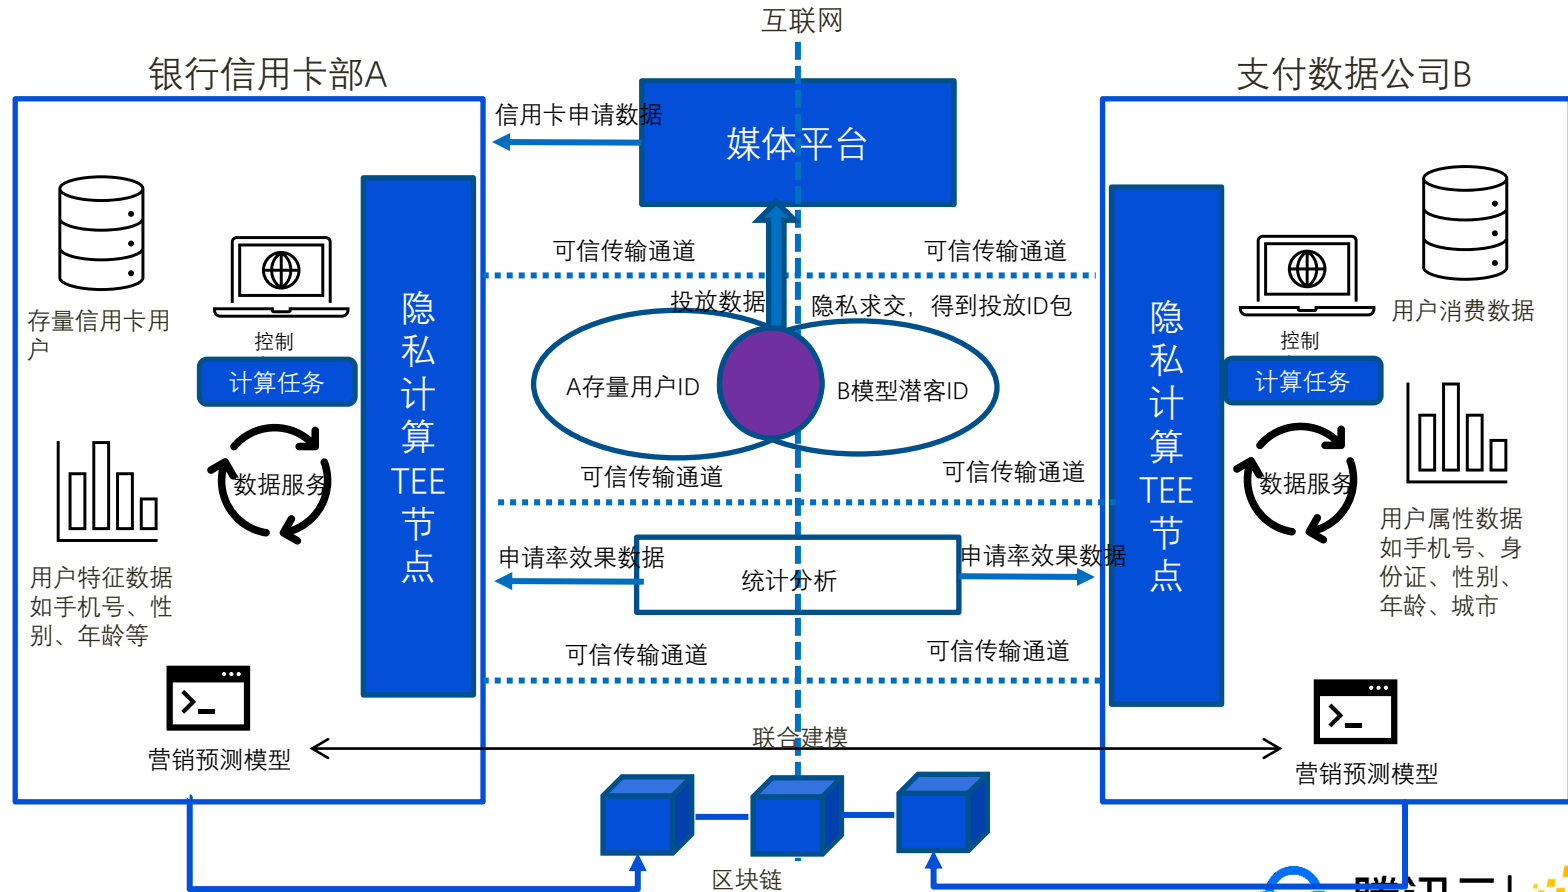 互联网
银行信用卡部A
支付数据公司B
信用卡申请数据
媒体平台
可信传输通道
可信传输通道
存量信用卡用
户
控制
计算任务
数据服务
用户特征数据
如手机号、性
别、年龄等
营销预测模型
隐
私
计
算
TEE
节
点
投放数据
隐私求交，得到投放ID包
A存量用户ID
B模型潜客ID
可信传输通道
可信传输通道
申请率效果数据
统计分析
申请率效果数据
可信传输通道
可信传输通道
联合建模
区块链
隐
私
计
算
TEE
节
点
用户消费数据
控制
计算任务
数据服务
用户属性数据
如手机号、身
份证、性别、
年龄、城市
营销预测模型
腾讯云